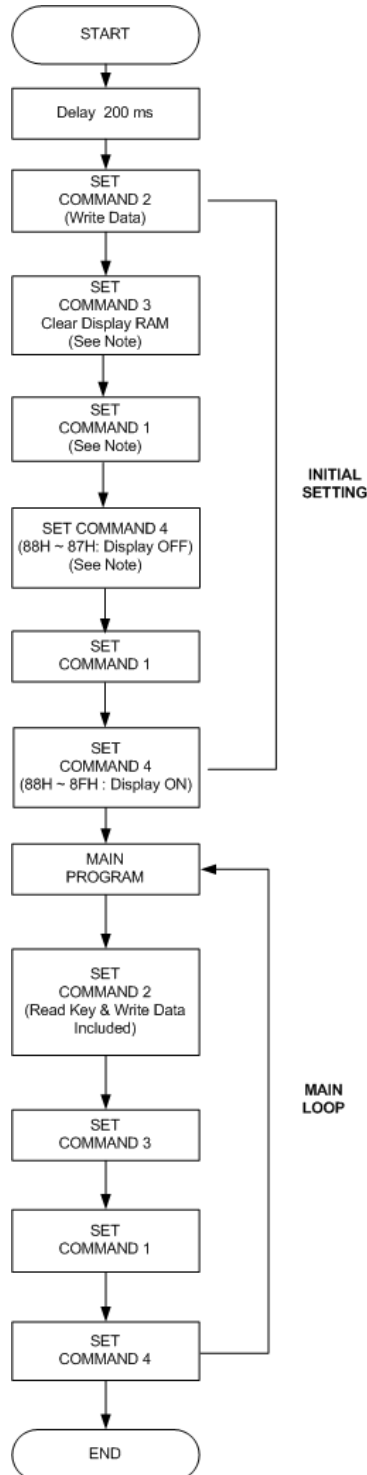 START
Delay 200 ms
SET
COMMAND 2
(Write Data)
SET
COMMAND 3
Clear Display RAM
(See Note)
SET
COMMAND 1
(See Note)
INITIAL
SETTING
SET COMMAND 4
(88H ~ 87H: Display OFF)
(See Note)
SET
COMMAND 1
SET
COMMAND 4
(88H ~ 8FH : Display ON)
MAIN
PROGRAM
SET
COMMAND 2
(Read Key & Write Data
Included)
MAIN
LOOP
SET
COMMAND 3
SET
COMMAND 1
SET
COMMAND 4
END